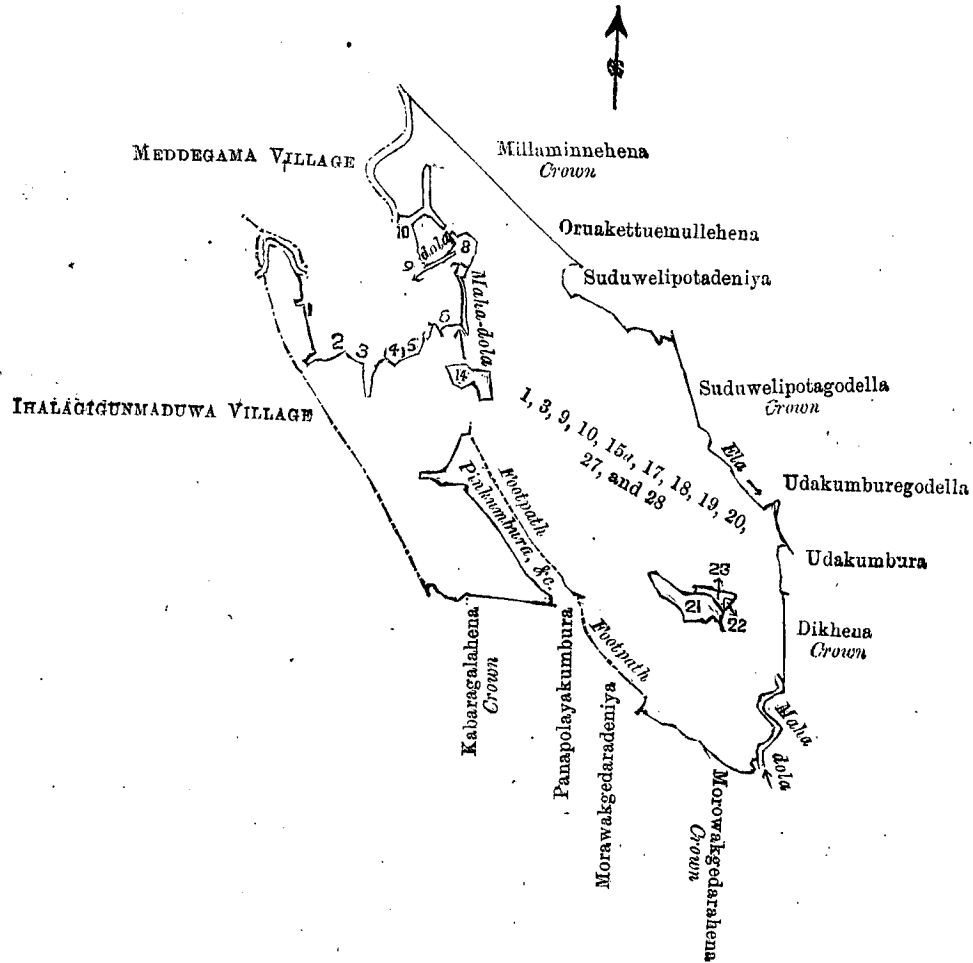 MEDDEGAMA VILLAGE
Millaminnehena
Crown
Oruakettuemullehena
10
dola
8
9
Suduwelipotadeniya
Maha-dola
1
2
3
4
5
6
14
Suduwelipotagodella
Crown
IHALAGIGUNMADUWA VILLAGE
1, 3, 9, 10, 15d, 17, 18, 19, 20,
27, and 28
Ela
Udakumburegodella
Footpath
Pinkumbura, &c.
Udakumbura
23
21
22
Dikhena
Crown
Footpath
Kabaragalahena
Crown
Panapolayakumbura
Morawakgedaradeniya
Maha
dola
Morowakgedarahena
Crown